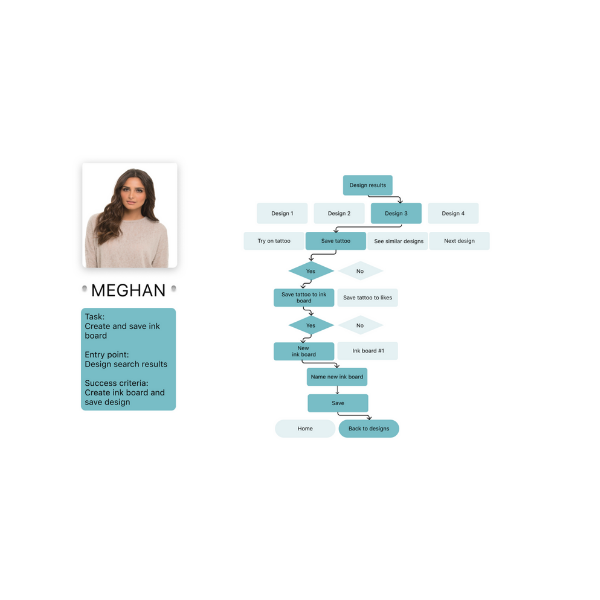 MEGHAN
Task:
Create and save ink
board
Entry point:
Design search results
Success criteria:
Create ink board and
save design
Design results
Design 1
Design 2
Design 3
Design 4
Try on tattoo
Save tattoo
See similar designs
Next design
Yes
No
Save tattoo to ink
board
Save tattoo to likes
Yes
No
New
ink board
Ink board #1
Name new ink board
Save
Home
Back to designs